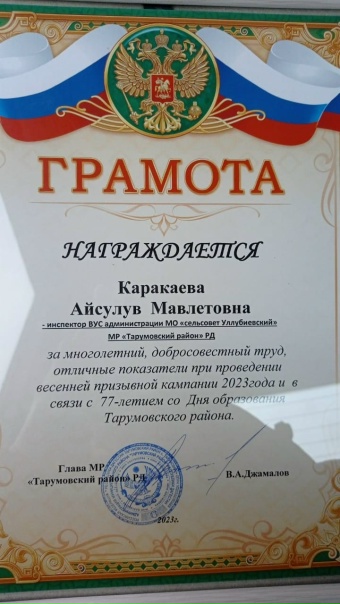 ГРАМОТА
НАГРАЖДАЕТСЯ
Каракаева
Айсулув Мавлетовна
- инспектор ВУС администрации МО «сельсовет Уллубиевский»
МР «Тарумовский район» РД
за многолетний, добросовестный труд,
отличные показатели при проведении
весенней призывной кампании 2023года и в
связи с 77-летием со Дня образования
Тарумовского района.
Глава МР
«Тарумовский район» РД
В.А.Джамалов
2023г.